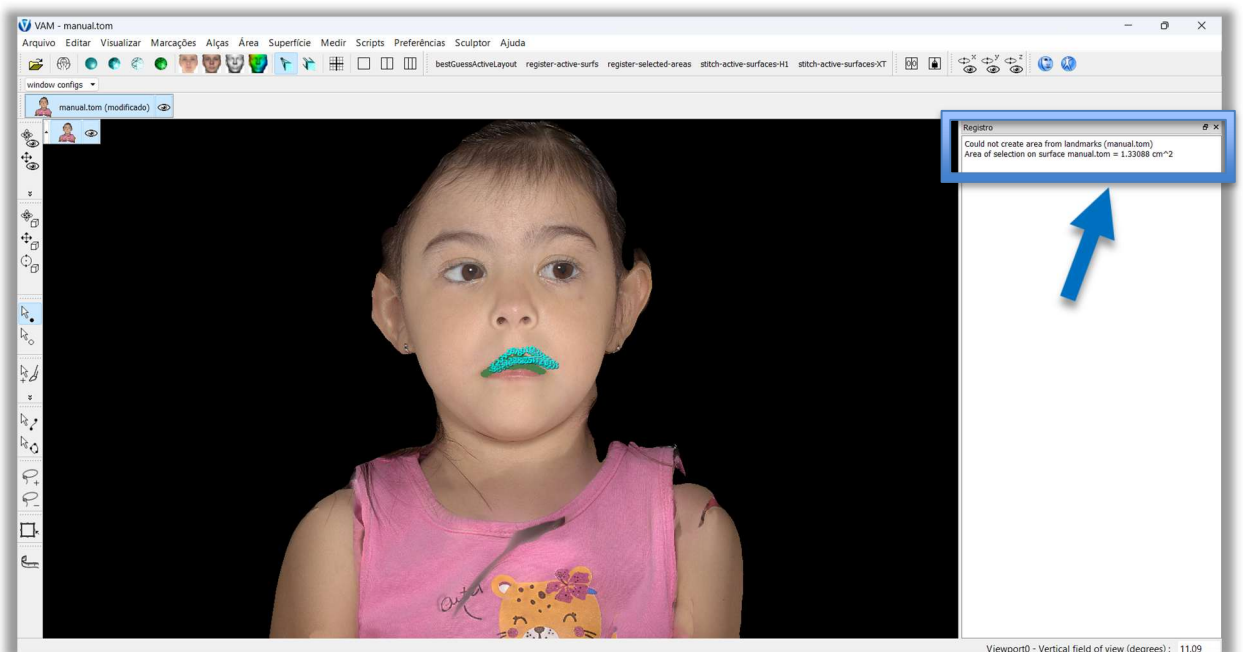 VAM - manual.tom
Arquivo Editar Visualizar Marcações Alças Área Superfície Medir Scripts Preferências Sculptor Ajuda
bestGuessActiveLayout register-active-surfs register-selected-areas stitch-active-surfaces-H1 stitch-active-surfaces-XT
x y z
window configs
manual.tom (modificado)
Registro
Could not create area from landmarks (manual.tom)
Area of selection on surface manual.tom = 1.33088 cm^2
Viewport0 - Vertical field of view (degrees) : 11.09